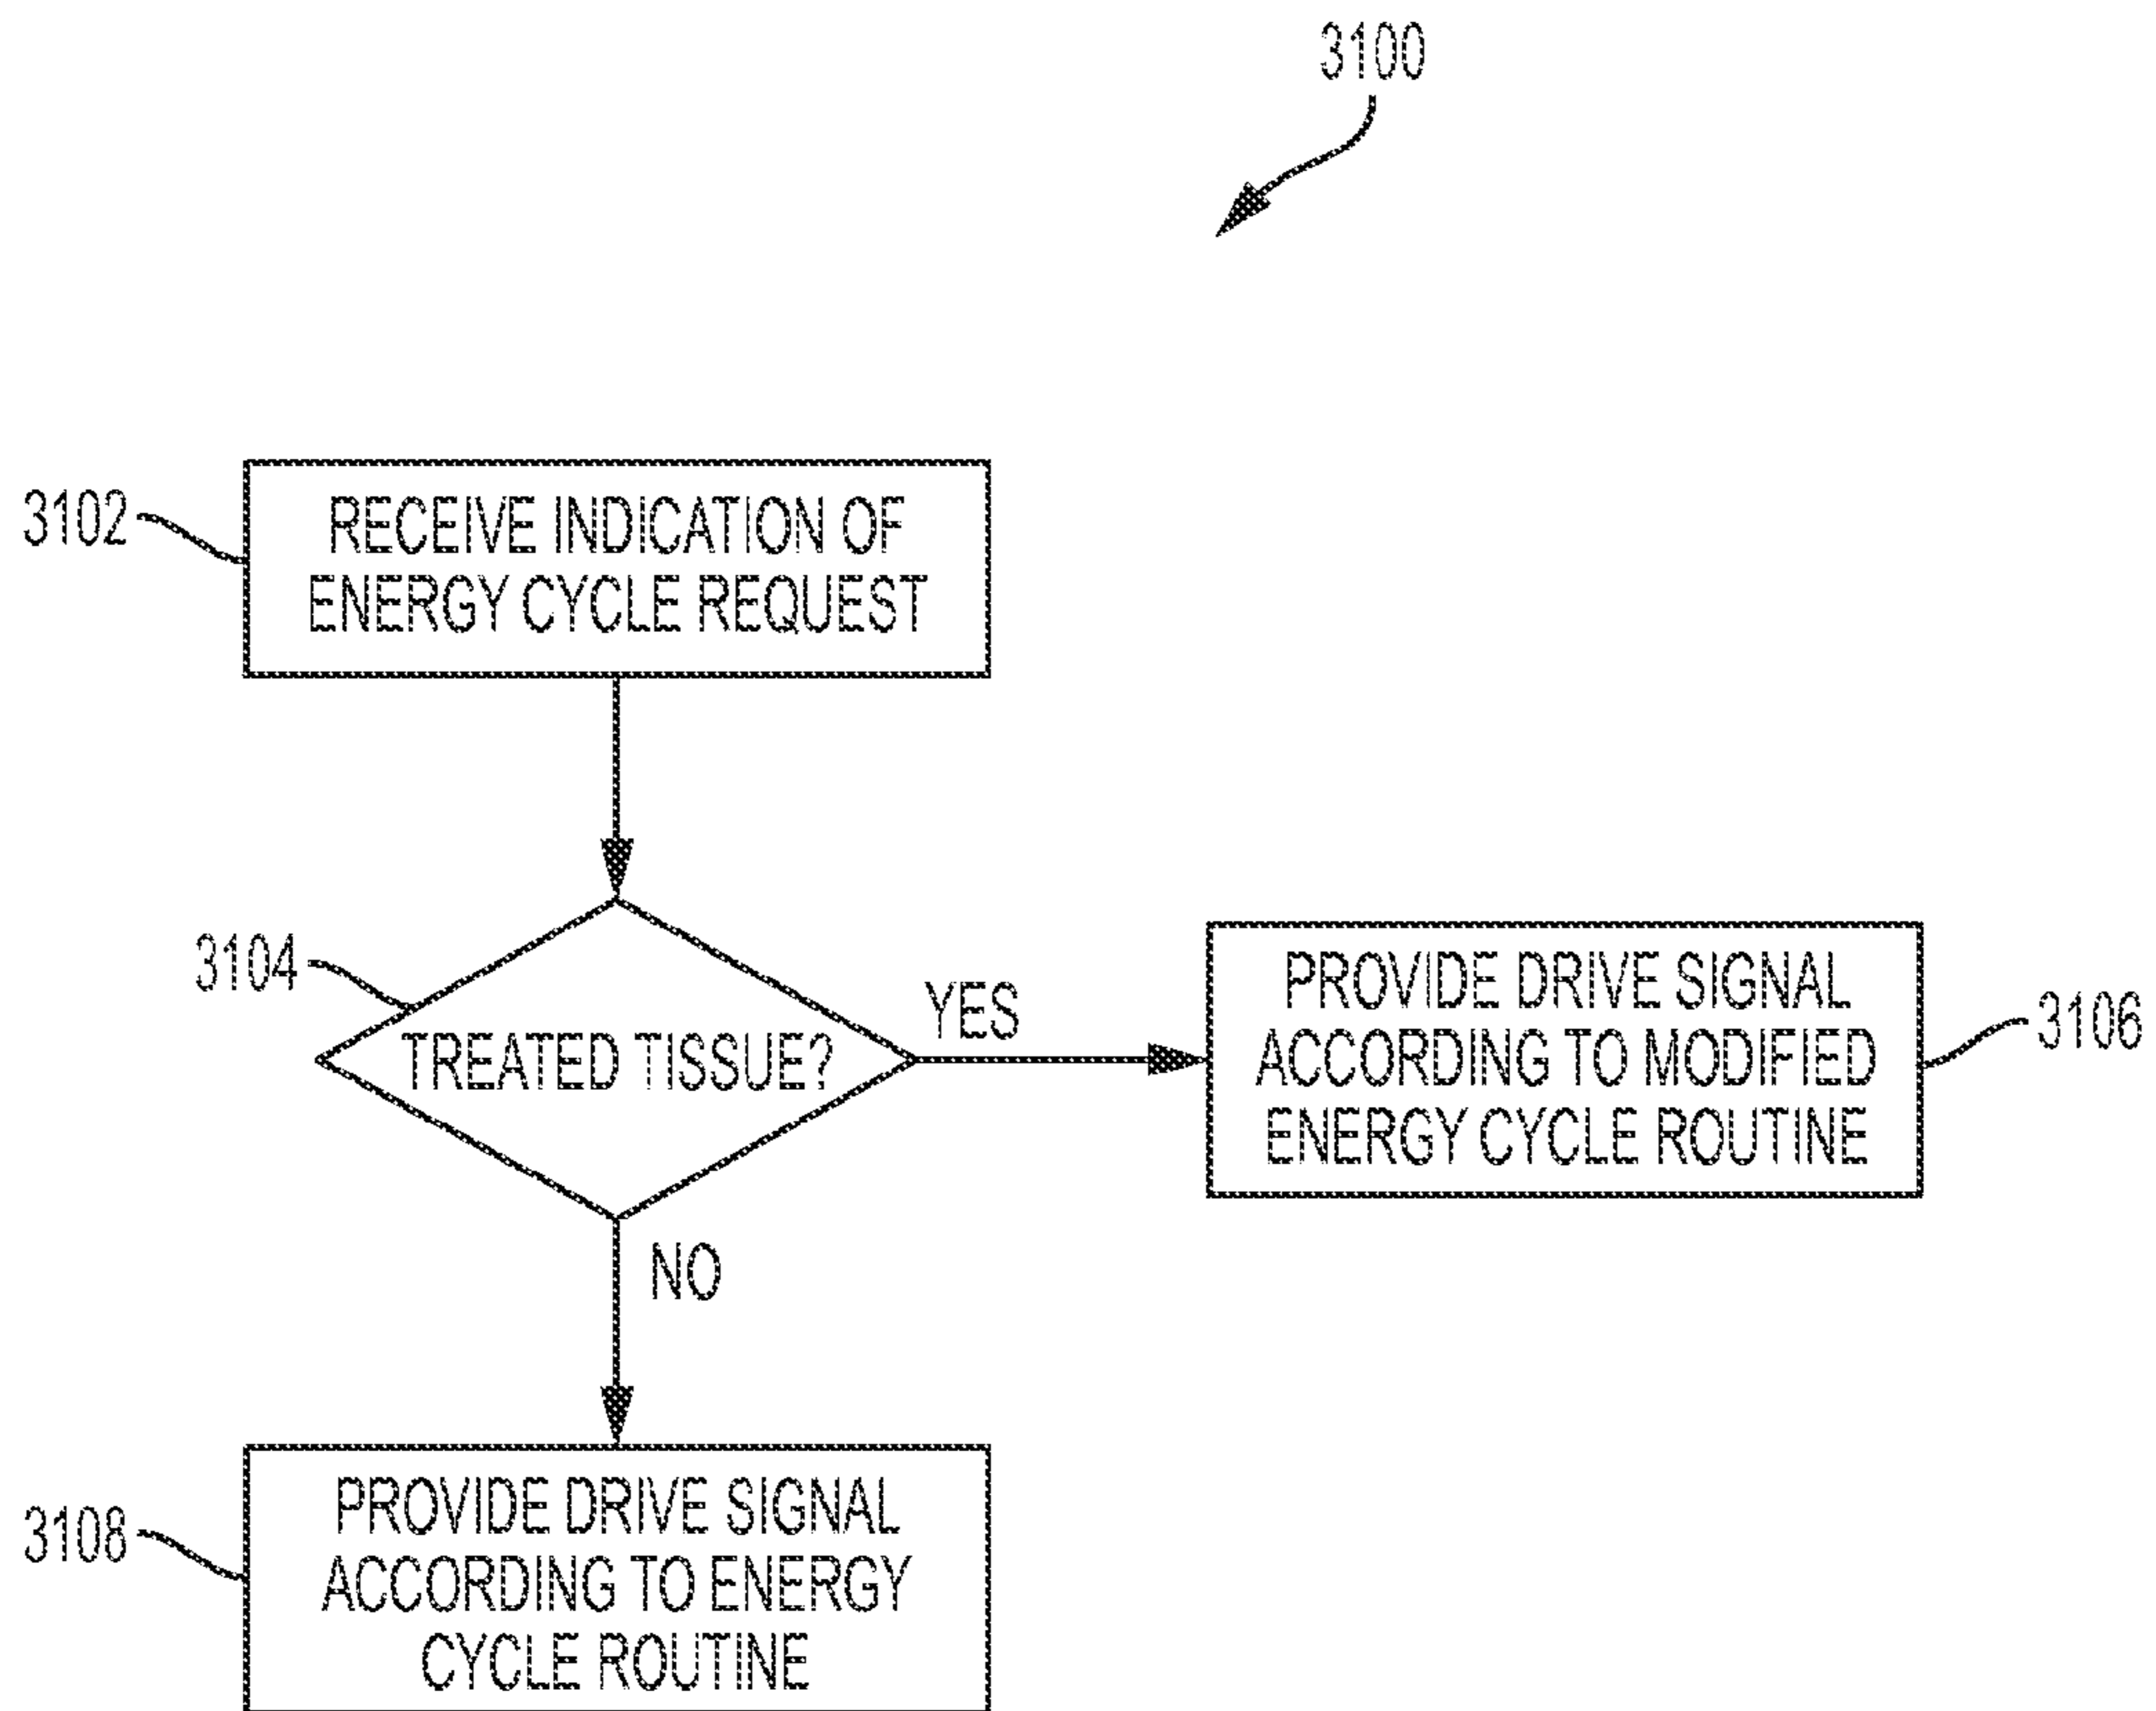 3100
3102
RECEIVE INDICATION OF
ENERGY CYCLE REQUEST
3104
TREATED TISSUE?
YES
PROVIDE DRIVE SIGNAL
ACCORDING TO MODIFIED
ENERGY CYCLE ROUTINE
3106
NO
3108
PROVIDE DRIVE SIGNAL
ACCORDING TO ENERGY
CYCLE ROUTINE